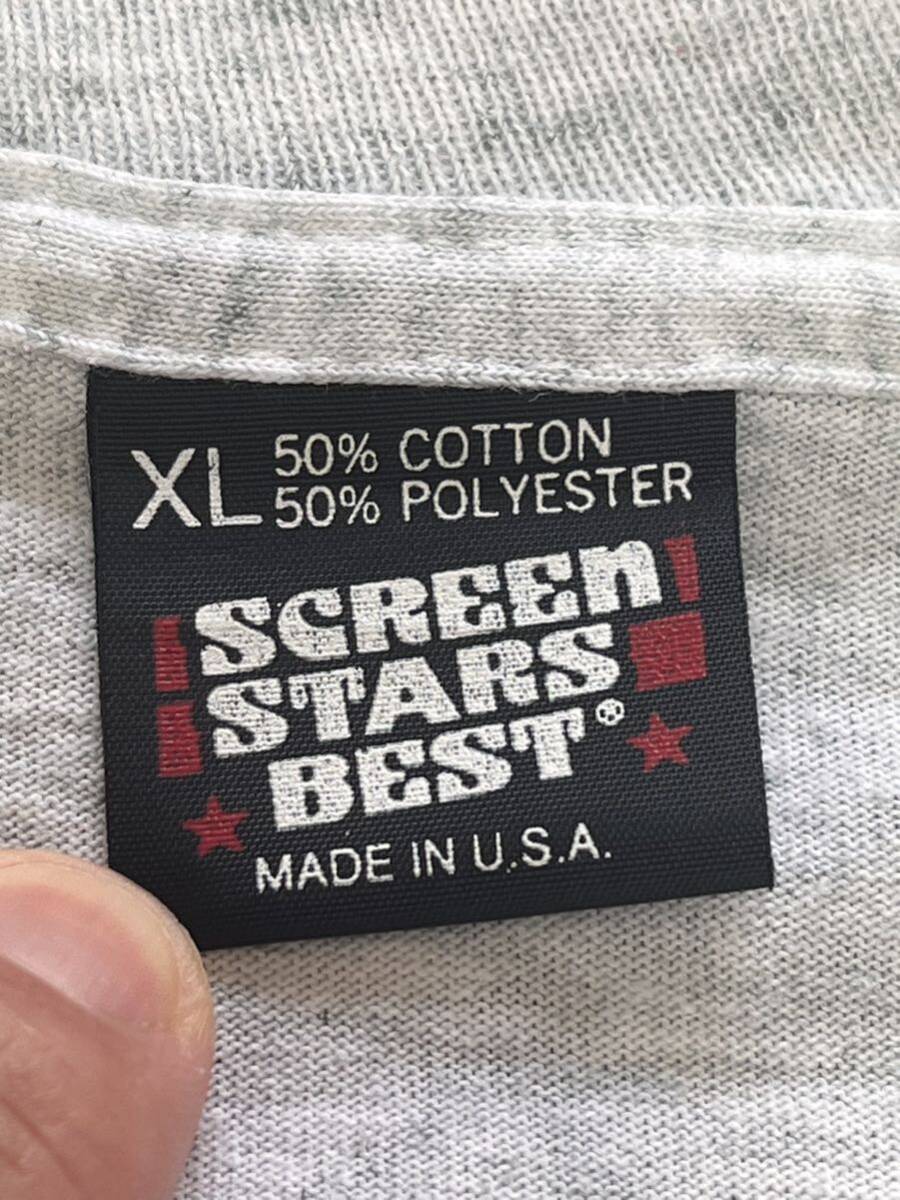 XL 50% COTTON
50% POLYESTER
SCREEN
STARS
BEST®
MADE IN U.S.A.